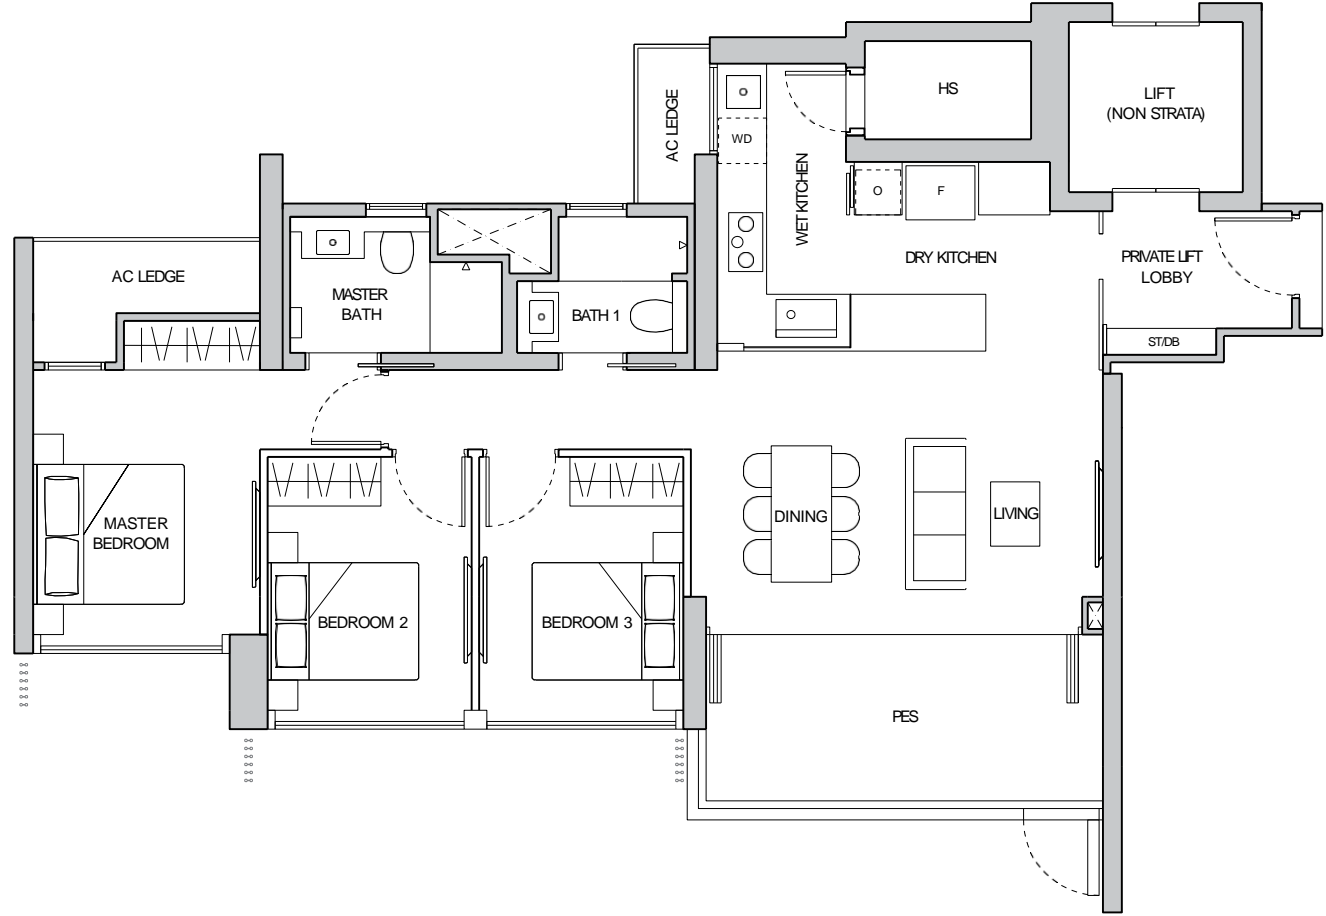 HS
LIFT
(NON STRATA)
AC LEDGE
WD
WET KITCHEN
O
F
DRY KITCHEN
PRIVATE LIFT
LOBBY
AC LEDGE
MASTER
BATH
BATH 1
ST/DB
MASTER
BEDROOM
DINING
LIVING
BEDROOM 2
BEDROOM 3
PES